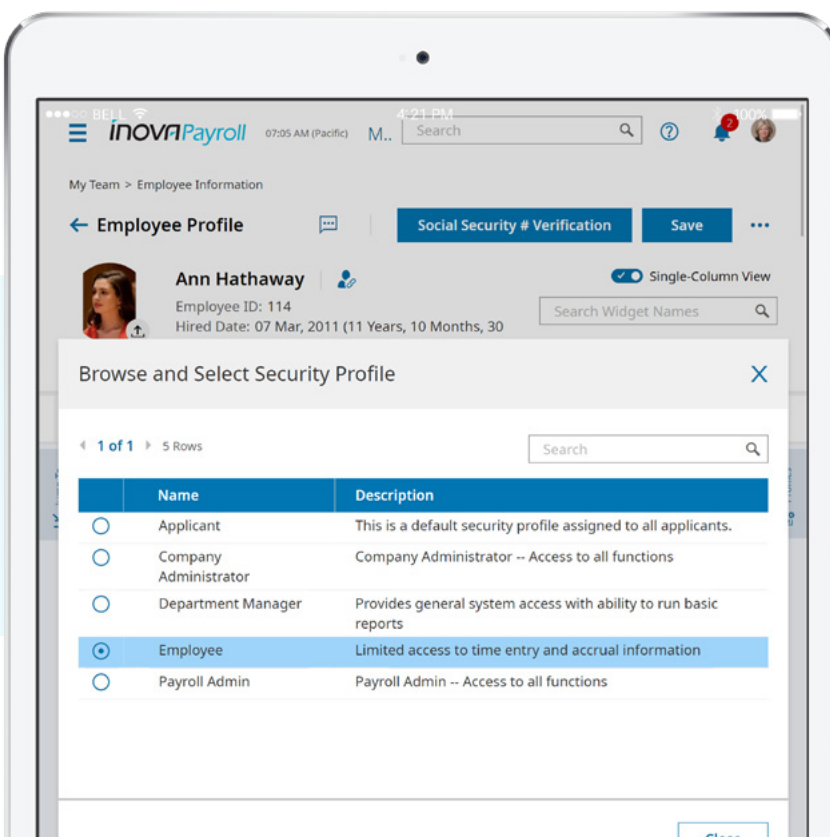 BELL 4:21 PM 100%
inova Payroll 07:05 AM (Pacific) M.. Search 2
My Team > Employee Information
Employee Profile Social Security # Verification Save
Ann Hathaway Single-Column View
Employee ID: 114 Search Widget Names
Hired Date: 07 Mar, 2011 (11 Years, 10 Months, 30
Browse and Select Security Profile X
1 of 1 5 Rows Search
Name Description
Applicant This is a default security profile assigned to all applicants.
Company Administrator Company Administrator -- Access to all functions
Department Manager Provides general system access with ability to run basic
reports
Employee Limited access to time entry and accrual information
Payroll Admin Payroll Admin -- Access to all functions
Close